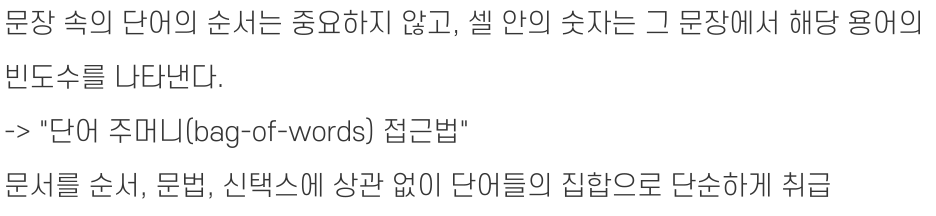 문장 속의 단어의 순서는 중요하지 않고, 셀 안의 숫자는 그 문장에서 해당 용어의
빈도수를 나타낸다.
-> "단어 주머니(bag-of-words) 접근법"
문서를 순서, 문법, 신택스에 상관 없이 단어들의 집합으로 단순하게 취급